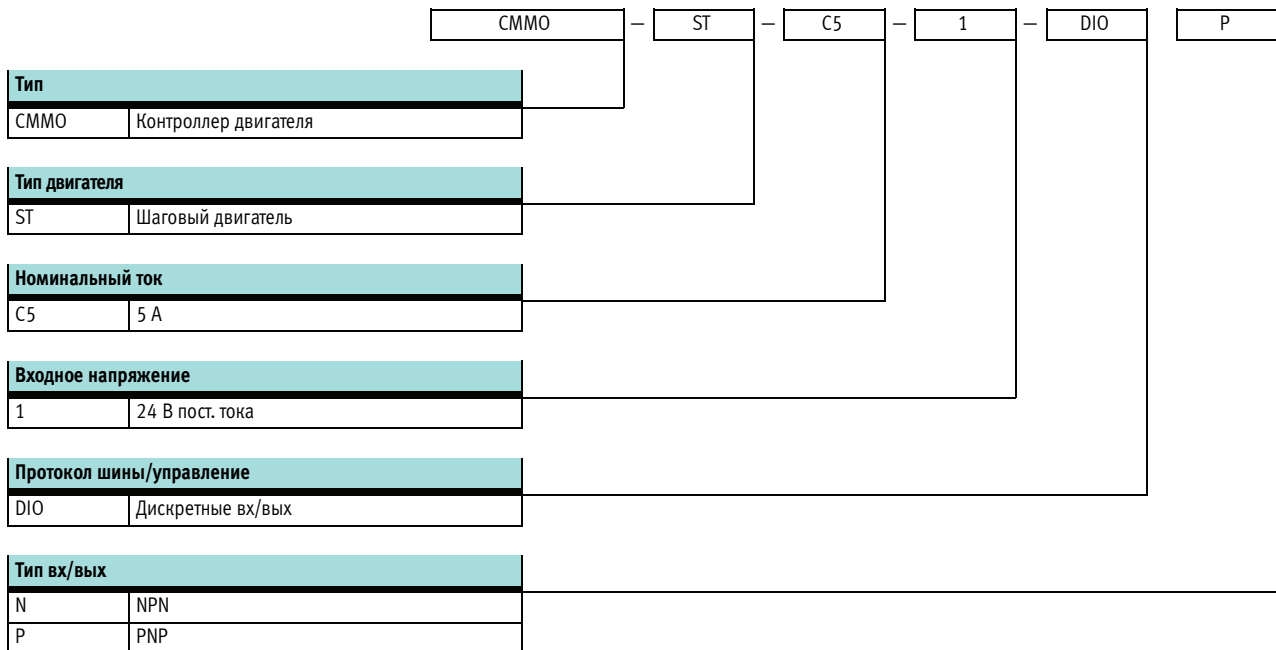 CMMO – ST – C5 – 1 – DIO P
Тип
CMMO Контроллер двигателя
Тип двигателя
ST Шаговый двигатель
Номинальный ток
C5 5 A
Входное напряжение
1 24 В пост. тока
Протокол шины/управление
DIO Дискретные вх/вых
Тип вх/вых
N NPN
P PNP